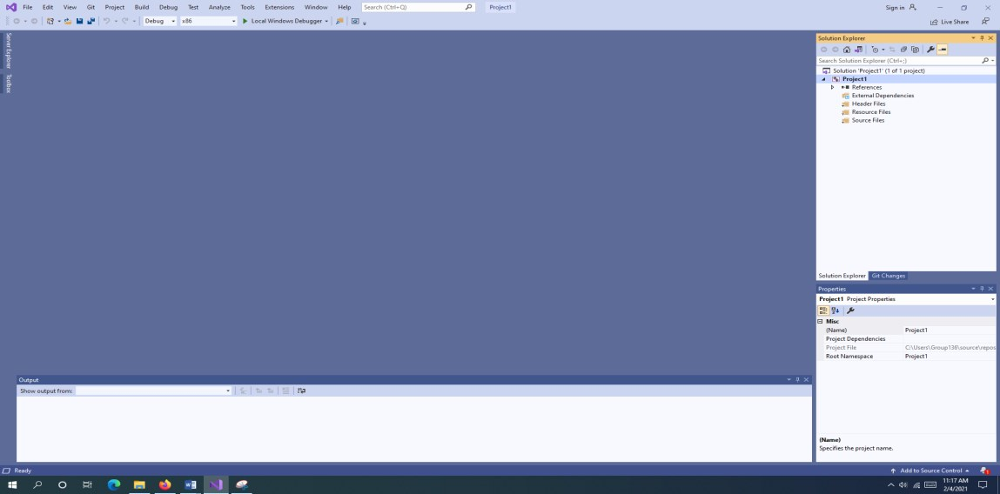 File Edit View Git Project Build Debug Test Analyze Tools Extensions Window Help Search (Ctrl+Q) Project1 Sign in
Debug x86 Local Windows Debugger Live Share
Server Explorer
Toolbox
Solution Explorer
Search Solution Explorer (Ctrl+;)
Solution 'Project1' (1 of 1 project)
Project1
References
External Dependencies
Header Files
Resource Files
Source Files
Solution Explorer Git Changes
Properties
Project1 Project Properties
Misc
(Name) Project1
Project Dependencies
Project File C:\Users\Group138\source\repos
Root Namespace Project1
(Name)
Specifies the project name.
Output
Show output from:
Ready Add to Source Control
11:17 AM
2/4/2021